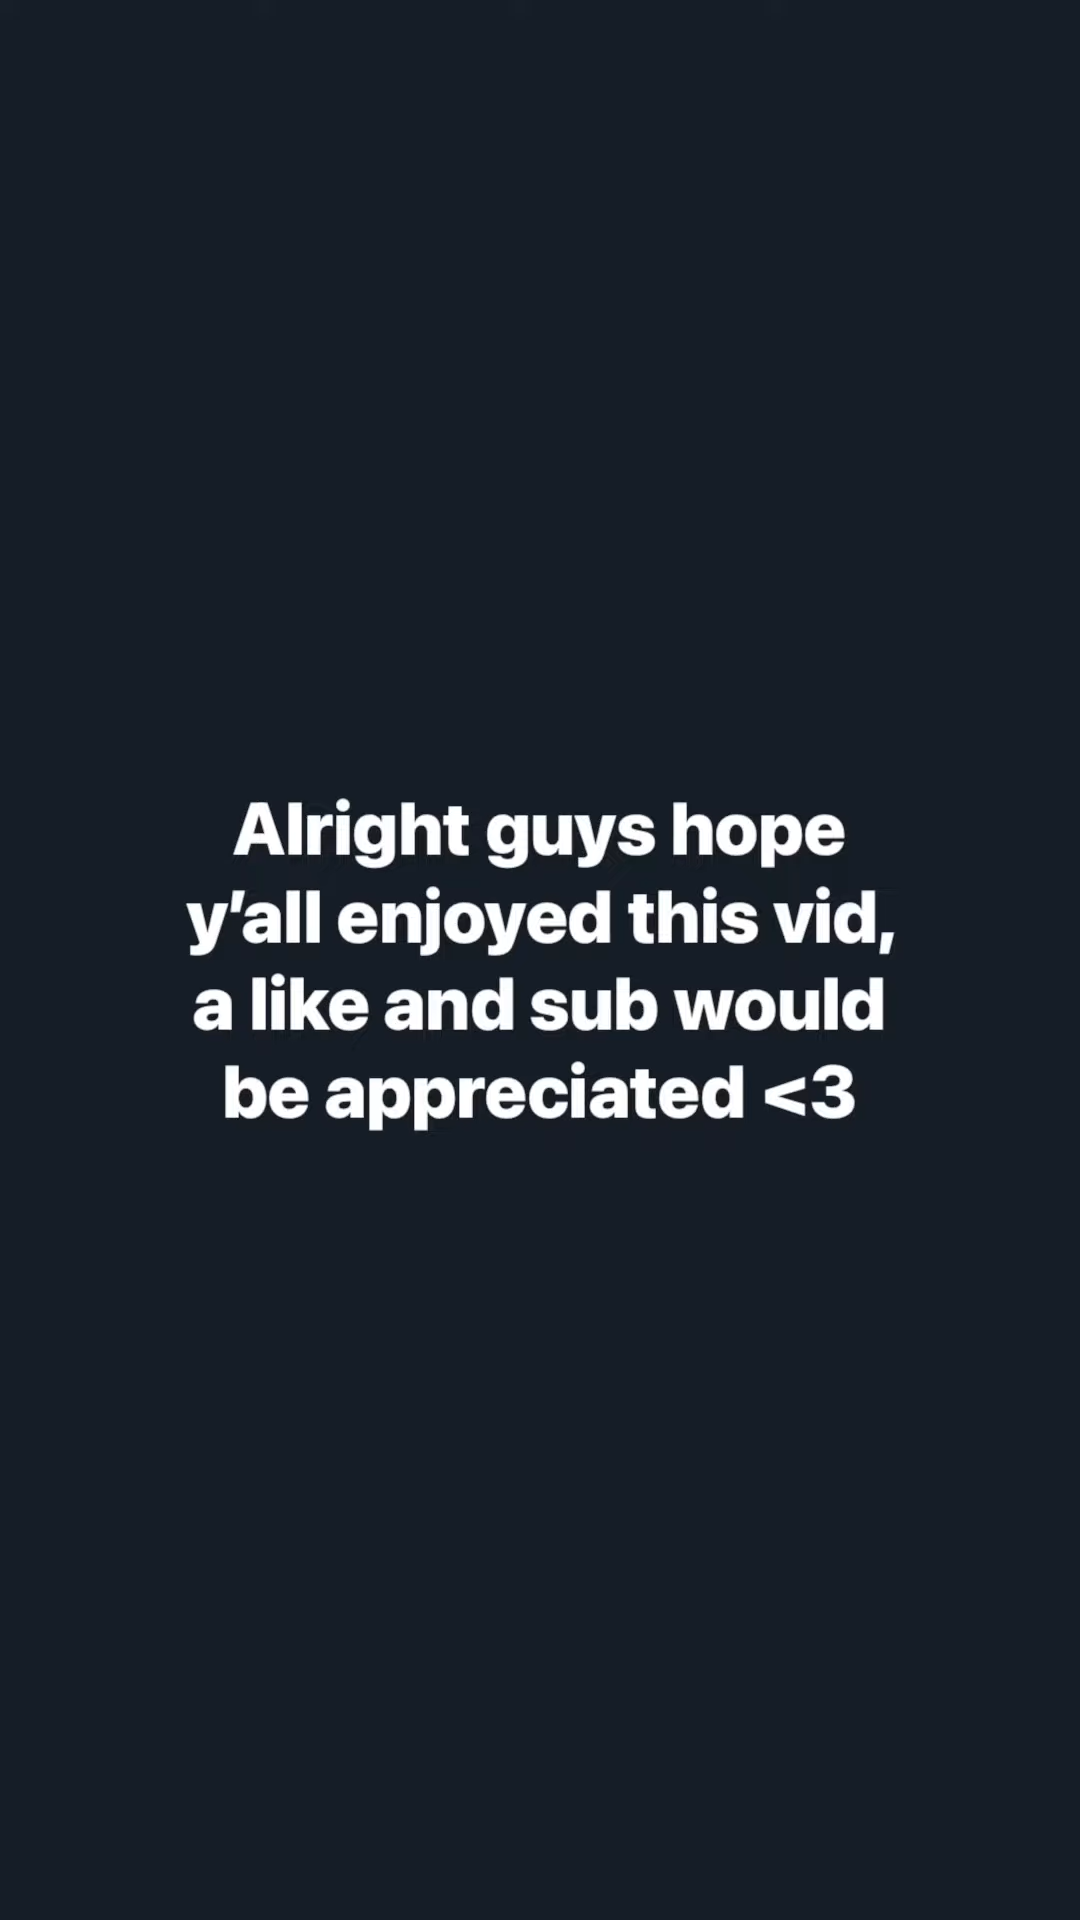 Alright guys hope
y’all enjoyed this vid,
a like and sub would
be appreciated <3